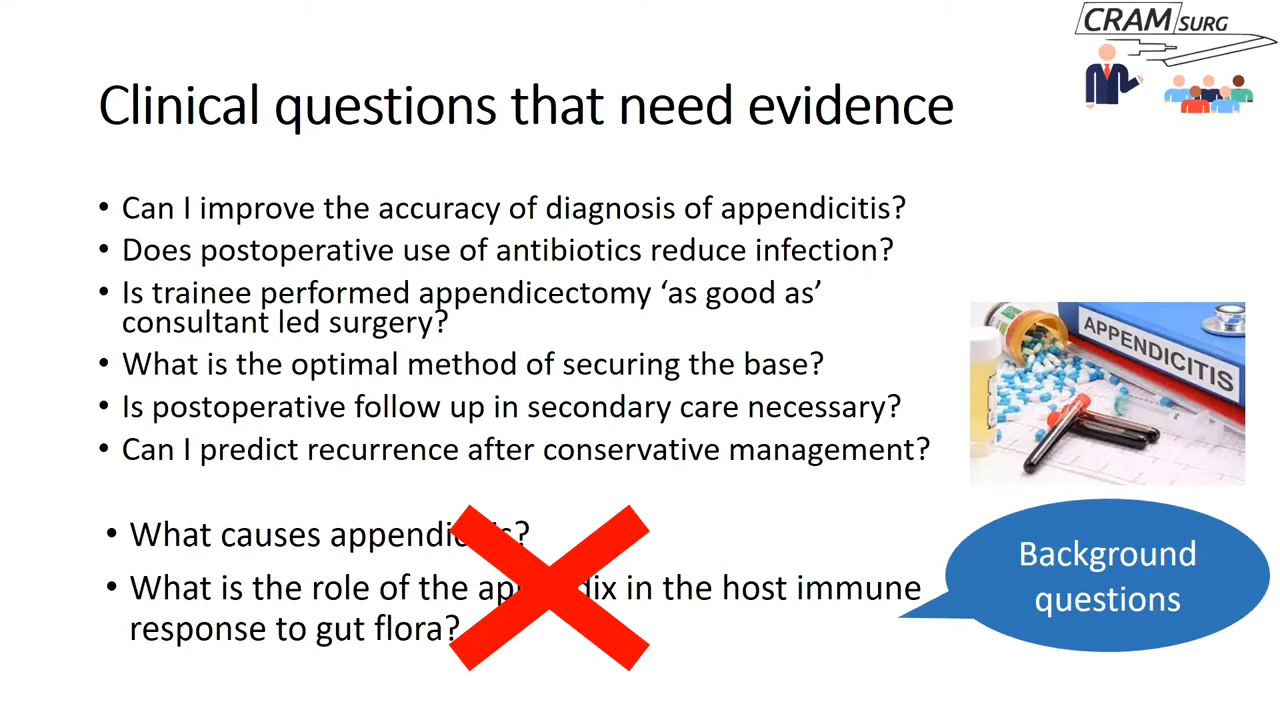 CRAM SURG
Clinical questions that need evidence
• Can I improve the accuracy of diagnosis of appendicitis?
• Does postoperative use of antibiotics reduce infection?
• Is trainee performed appendicectomy ‘as good as’
consultant led surgery?
• What is the optimal method of securing the base?
• Is postoperative follow up in secondary care necessary?
• Can I predict recurrence after conservative management?
APPENDICITIS
• What causes appendicitis?
• What is the role of the appendix in the host immune
response to gut flora?
Background
questions